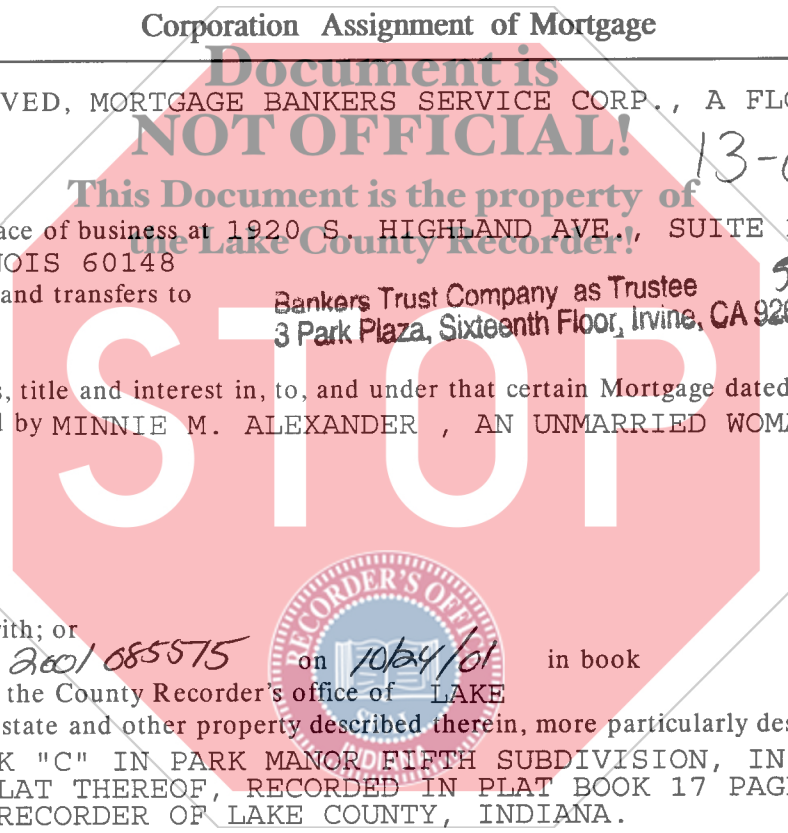 Corporation Assignment of Mortgage
Document is
VED, MORTGAGE BANKERS SERVICE CORP., A FLO
NOT OFFICIAL!
13-
This Document is the property of
ace of business at 1920 S. HIGHLAND AVE., SUITE
the Lake County Recorder!
NOIS 60148
and transfers to
Bankers Trust Company as Trustee
3 Park Plaza, Sixteenth Floor, Irvine, CA 926
STOP
, title and interest in, to, and under that certain Mortgage dated
by MINNIE M. ALEXANDER , AN UNMARRIED WOMA
RECORDER'S OFFI
SEAL
INDIANA
ith; or
2001 085575 on 10/24/01 in book
the County Recorder's office of LAKE
state and other property described therein, more particularly des
K "C" IN PARK MANOR FIFTH SUBDIVISION, IN
LAT THEREOF, RECORDED IN PLAT BOOK 17 PAG
RECORDER OF LAKE COUNTY, INDIANA.